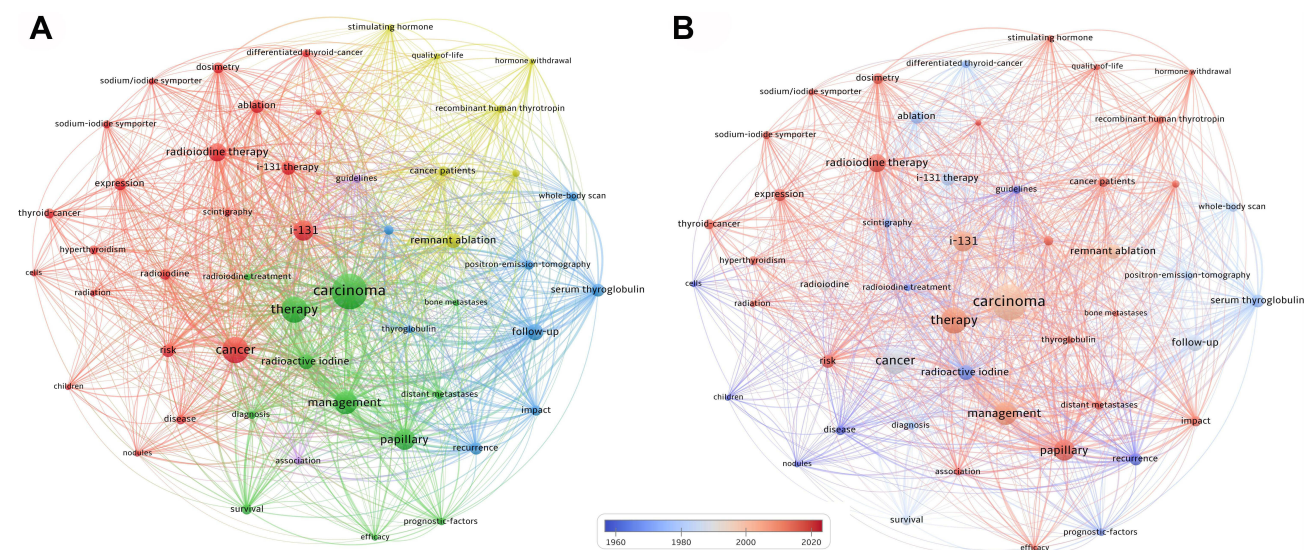 A
stimulating hormone
differentiated thyroid-cancer
quality-of-life
hormone withdrawal
dosimetry
sodium/iodide symporter
ablation
recombinant human thyrotropin
sodium-iodide symporter
radioiodine therapy
i-131 therapy
cancer patients
guidelines
expression
whole-body scan
thyroid-cancer
scintigraphy
i-131
remnant ablation
hyperthyroidism
positron-emission-tomography
cells
radioiodine
radioiodine treatment
serum thyroglobulin
radiation
carcinoma
bone metastases
therapy
thyroglobulin
follow-up
risk
cancer
radioactive iodine
children
distant metastases
management
impact
disease
diagnosis
papillary
nodules
association
recurrence
survival
prognostic-factors
efficacy
B
stimulating hormone
differentiated thyroid-cancer
quality-of-life
hormone withdrawal
dosimetry
sodium/iodide symporter
ablation
recombinant human thyrotropin
sodium-iodide symporter
radioiodine therapy
i-131 therapy
cancer patients
guidelines
expression
whole-body scan
thyroid-cancer
scintigraphy
i-131
remnant ablation
hyperthyroidism
positron-emission-tomography
cells
radioiodine
radioiodine treatment
serum thyroglobulin
radiation
carcinoma
bone metastases
therapy
thyroglobulin
follow-up
risk
cancer
radioactive iodine
children
distant metastases
management
impact
disease
diagnosis
papillary
nodules
association
recurrence
survival
prognostic-factors
efficacy
1960 1980 2000 2020